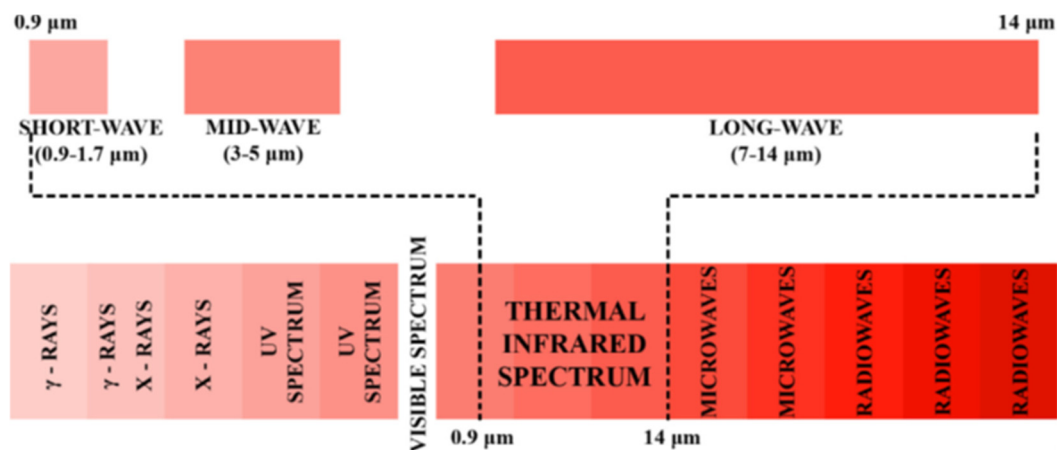 0.9 µm
14 µm
SHORT-WAVE
(0.9-1.7 µm)
MID-WAVE
(3-5 µm)
LONG-WAVE
(7-14 µm)
γ - RAYS
γ - RAYS
X - RAYS
X - RAYS
UV
SPECTRUM
UV
SPECTRUM
VISIBLE SPECTRUM
THERMAL
INFRARED
SPECTRUM
MICROWAVES
MICROWAVES
RADIOWAVES
RADIOWAVES
RADIOWAVES
0.9 µm
14 µm